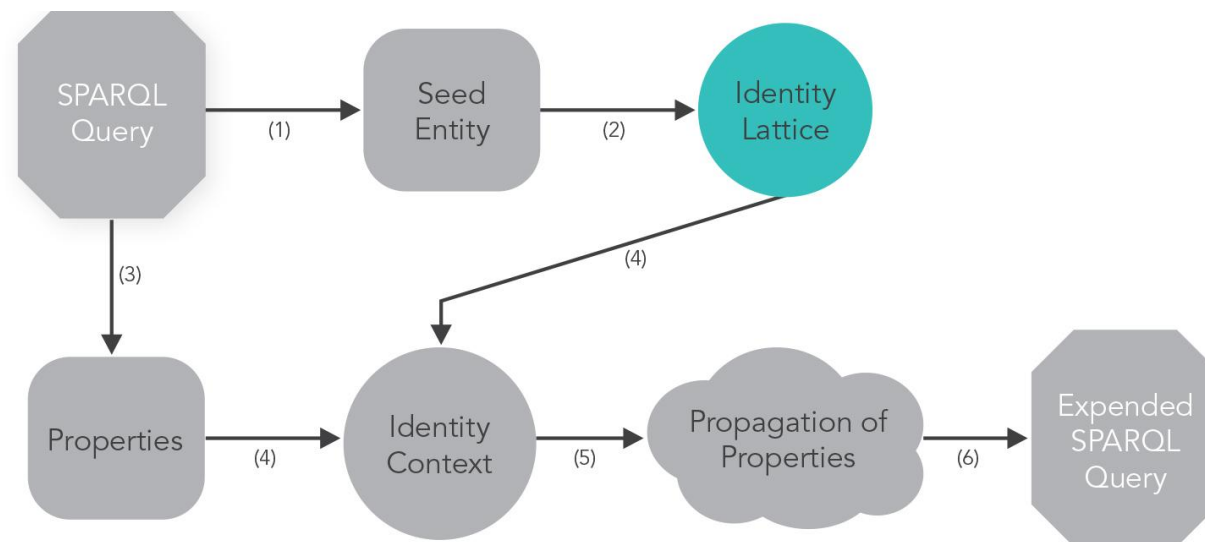 SPARQL
Query
(1)
Seed
Entity
(2)
Identity
Lattice
(3)
(4)
Properties
(4)
Identity
Context
(5)
Propagation of
Properties
(6)
Expended
SPARQL
Query